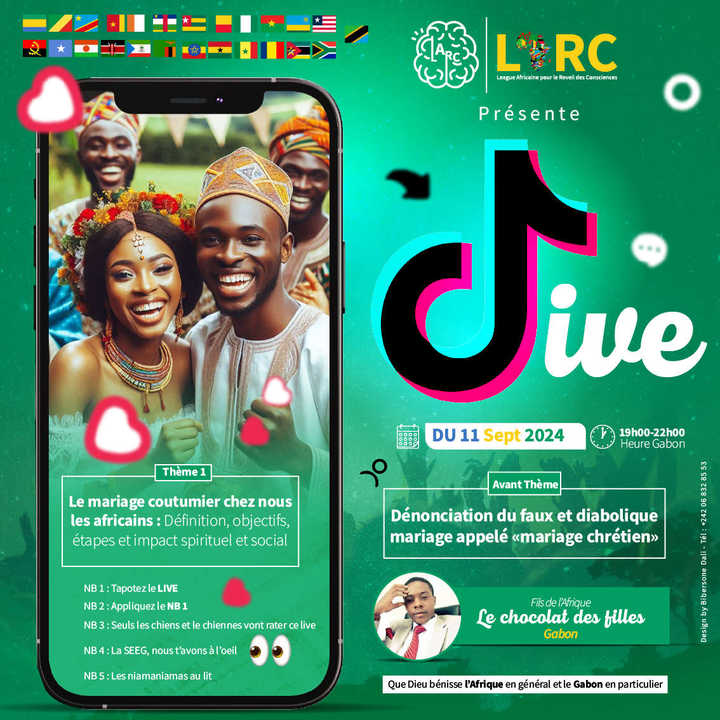 LARC
LARC
League Africaine pour le Reveil des Consciences
Présente
live
DU 11 Sept 2024
19h00-22h00
Heure Gabon
Thème 1
Le mariage coutumier chez nous
les africains : Définition, objectifs,
étapes et impact spirituel et social
NB 1 : Tapotez le LIVE
NB 2 : Appliquez le NB 1
NB 3 : Seuls les chiens et le chiennes vont rater ce live
NB 4 : La SEEG, nous t'avons à l'oeil
NB 5 : Les niamaniamas au lit
Avant Thème
Dénonciation du faux et diabolique
mariage appelé «mariage chrétien»
Fils de l'Afrique
Le chocolat des filles
Gabon
Que Dieu bénisse l'Afrique en général et le Gabon en particulier
Design by Bibersone Dali - Tél : +242 06 832 85 53